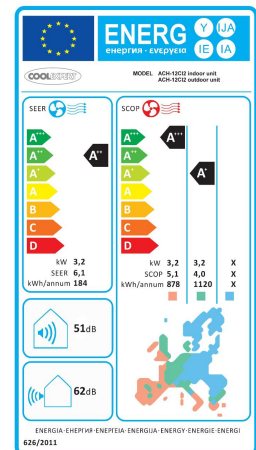 ENERG
Y IJA
IE IA
енергия · ενεργεια
COOLEXPERT
MODEL ACH-12CI2 indoor unit
ACH-12CI2 outdoor unit
SEER
SCOP
A+++
A++
A+
A
B
C
D
A++
A+++
A++
A+
A
B
C
D
A+++
A+
kW 3,2
SEER 6,1
kWh/annum 184
kW 3,2 3,2 X
SCOP 5,1 4,0 X
kWh/annum 878 1120 X
51dB
62dB
ENERGIA·ЕНЕРГИЯ·ΕΝΕΡΓΕΙΑ·ENERGIJA·ENERGY·ENERGIE·ENERGI
626/2011